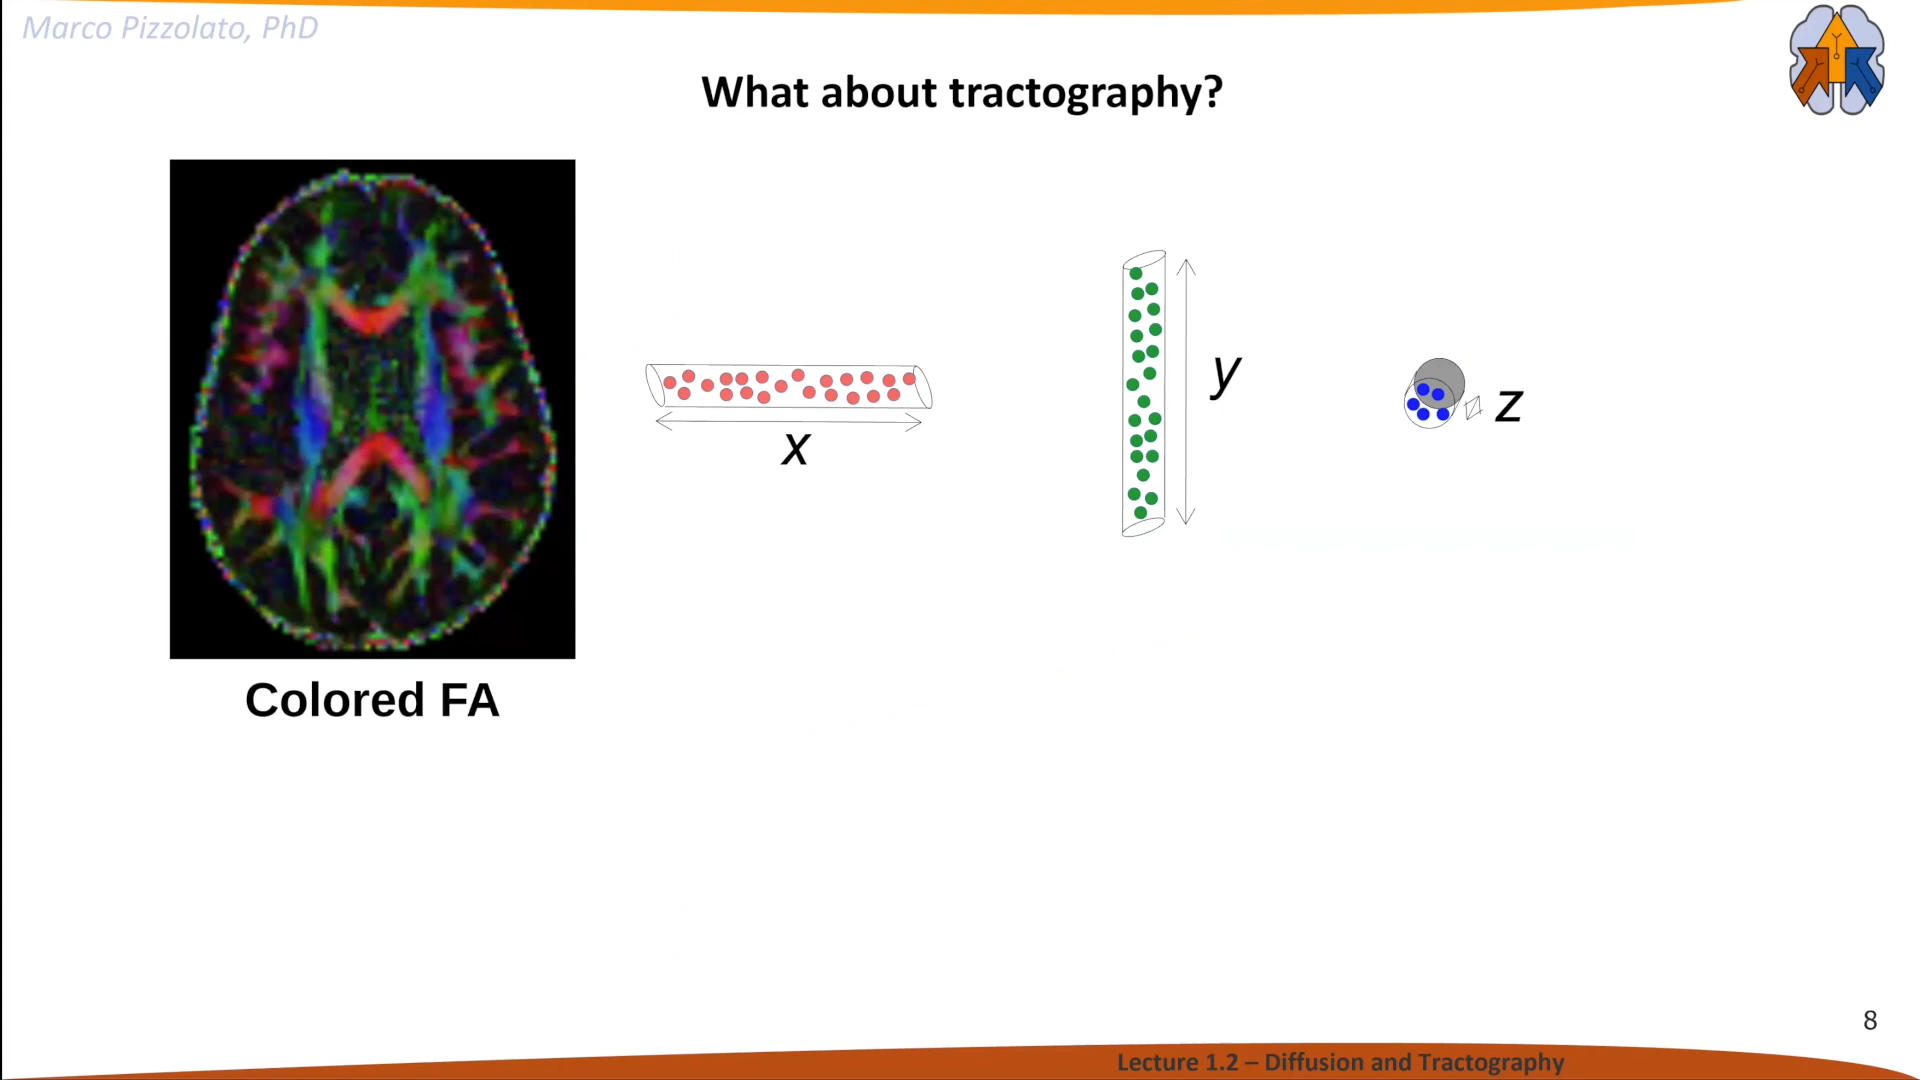 Marco Pizzolato, PhD
What about tractography?
x
y
z
Colored FA
8
Lecture 1.2 – Diffusion and Tractography